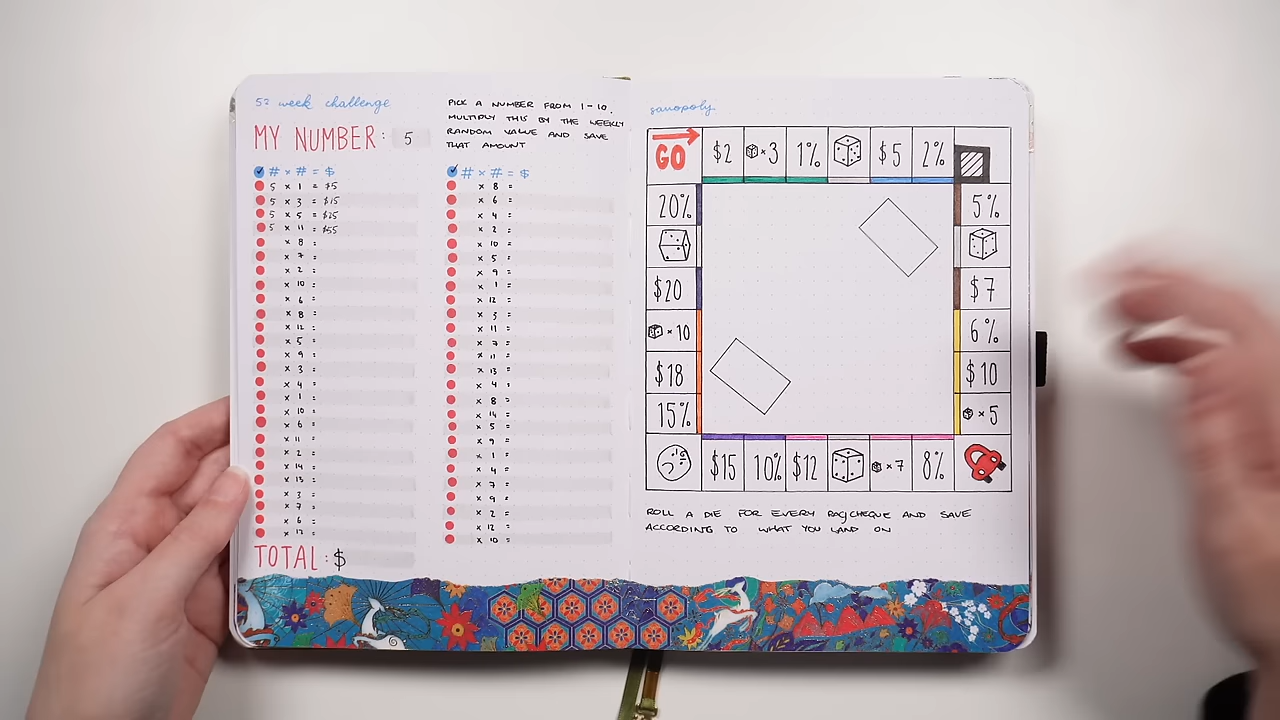 52 week challenge
MY NUMBER: 5
PICK A NUMBER FROM 1-10.
MULTIPLY THIS BY THE WEEKLY
RANDOM VALUE AND SAVE
THAT AMOUNT
# × # = $
5 × 1 = $15
5 × 3 = $15
5 × 5 = $25
5 × 11 = $55
× 8 =
× 7 =
× 2 =
× 10 =
× 6 =
× 8 =
× 12 =
× 5 =
× 9 =
× 3 =
× 4 =
× 1 =
× 10 =
× 6 =
× 11 =
× 2 =
× 14 =
× 13 =
× 3 =
× 7 =
× 6 =
× 13 =
TOTAL: $
# × # = $
× 8 =
× 6 =
× 4 =
× 2 =
× 10 =
× 5 =
× 9 =
× 1 =
× 12 =
× 3 =
× 11 =
× 7 =
× 11 =
× 13 =
× 4 =
× 8 =
× 14 =
× 5 =
× 9 =
× 1 =
× 4 =
× 7 =
× 9 =
× 2 =
× 12 =
× 10 =
savopoly
GO
$2
×3
1%
$5
2%
20%
5%
$20
$7
×10
6%
$18
$10
15%
×5
$15
10%
$12
×7
8%
ROLL A DIE FOR EVERY PAYCHEQUE AND SAVE
ACCORDING TO WHAT YOU LAND ON